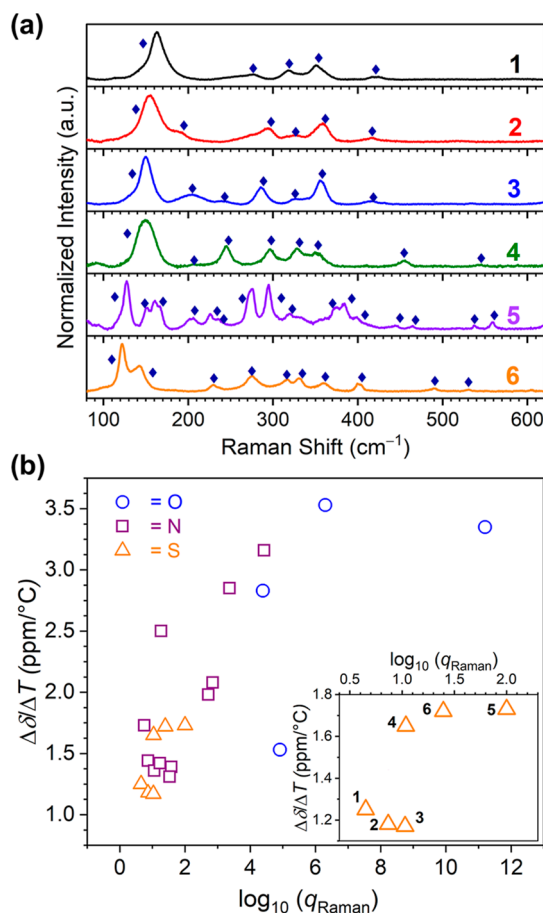 (a)
1
2
3
4
5
6
Normalized Intensity (a.u.)
100 200 300 400 500 600
Raman Shift (cm⁻¹)
(b)
= O
= N
= S
3.5
3.0
2.5
2.0
1.5
1.0
Δδ/ΔT (ppm/°C)
0 2 4 6 8 10 12
log₁₀ (qRaman)
log₁₀ (qRaman)
0.5 1.0 1.5 2.0
1.8
1.6
1.4
1.2
Δδ/ΔT (ppm/°C)
4 6 5
1
2 3